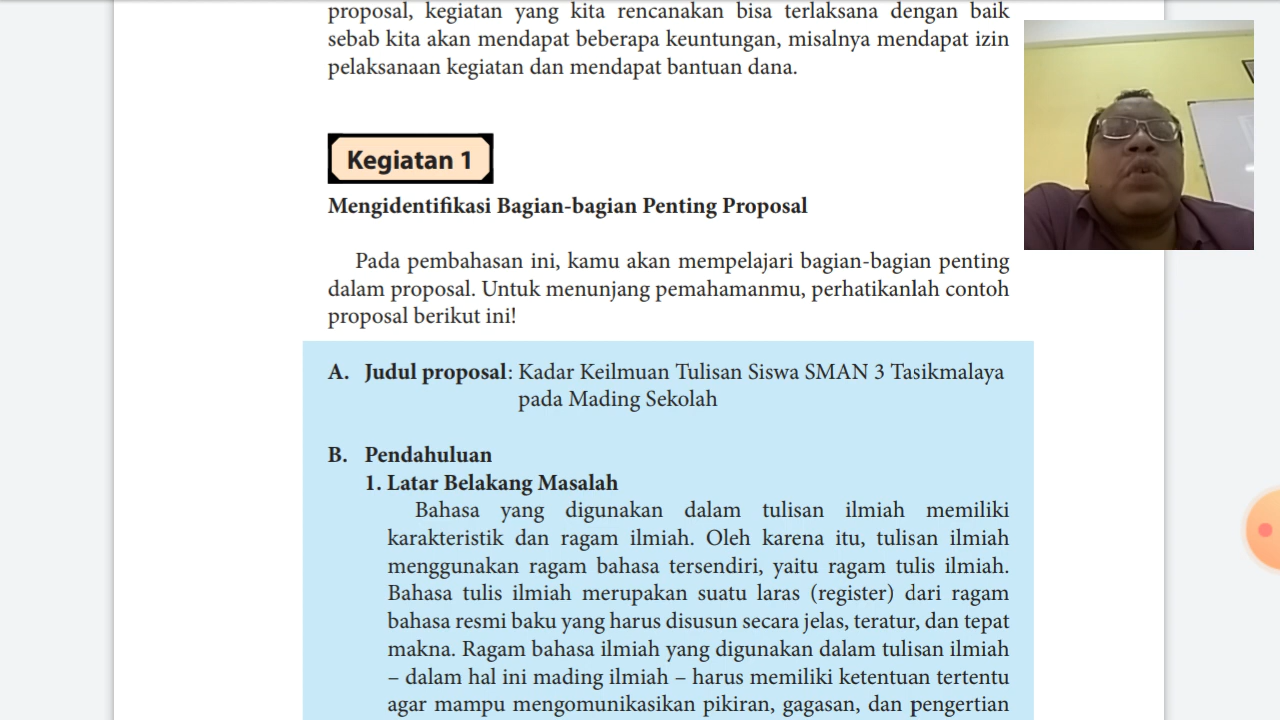 proposal, kegiatan yang kita rencanakan bisa terlaksana dengan baik
sebab kita akan mendapat beberapa keuntungan, misalnya mendapat izin
pelaksanaan kegiatan dan mendapat bantuan dana.
Kegiatan 1
Mengidentifikasi Bagian-bagian Penting Proposal
Pada pembahasan ini, kamu akan mempelajari bagian-bagian penting
dalam proposal. Untuk menunjang pemahamanmu, perhatikanlah contoh
proposal berikut ini!
A. Judul proposal: Kadar Keilmuan Tulisan Siswa SMAN 3 Tasikmalaya
pada Mading Sekolah
B. Pendahuluan
1. Latar Belakang Masalah
Bahasa yang digunakan dalam tulisan ilmiah memiliki
karakteristik dan ragam ilmiah. Oleh karena itu, tulisan ilmiah
menggunakan ragam bahasa tersendiri, yaitu ragam tulis ilmiah.
Bahasa tulis ilmiah merupakan suatu laras (register) dari ragam
bahasa resmi baku yang harus disusun secara jelas, teratur, dan tepat
makna. Ragam bahasa ilmiah yang digunakan dalam tulisan ilmiah
– dalam hal ini mading ilmiah – harus memiliki ketentuan tertentu
agar mampu mengomunikasikan pikiran, gagasan, dan pengertian